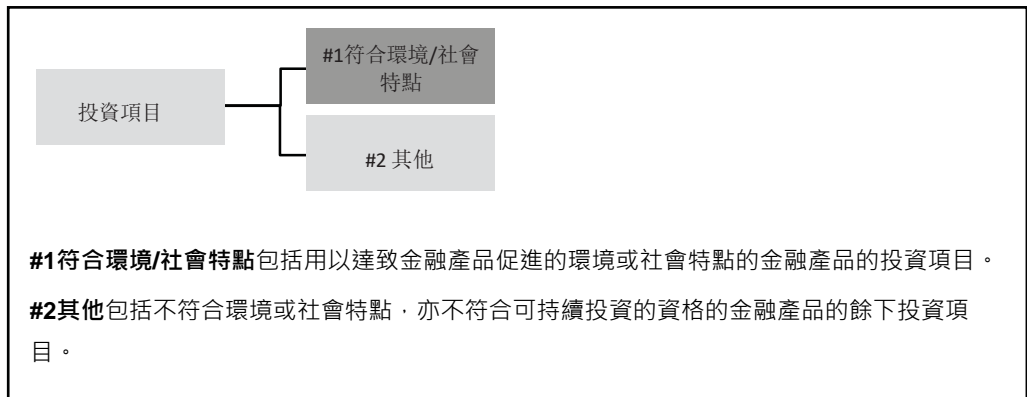 #1符合環境/社會
特點
投資項目
#2 其他
#1符合環境/社會特點包括用以達致金融產品促進的環境或社會特點的金融產品的投資項目。
#2其他包括不符合環境或社會特點，亦不符合可持續投資的資格的金融產品的餘下投資項
目。